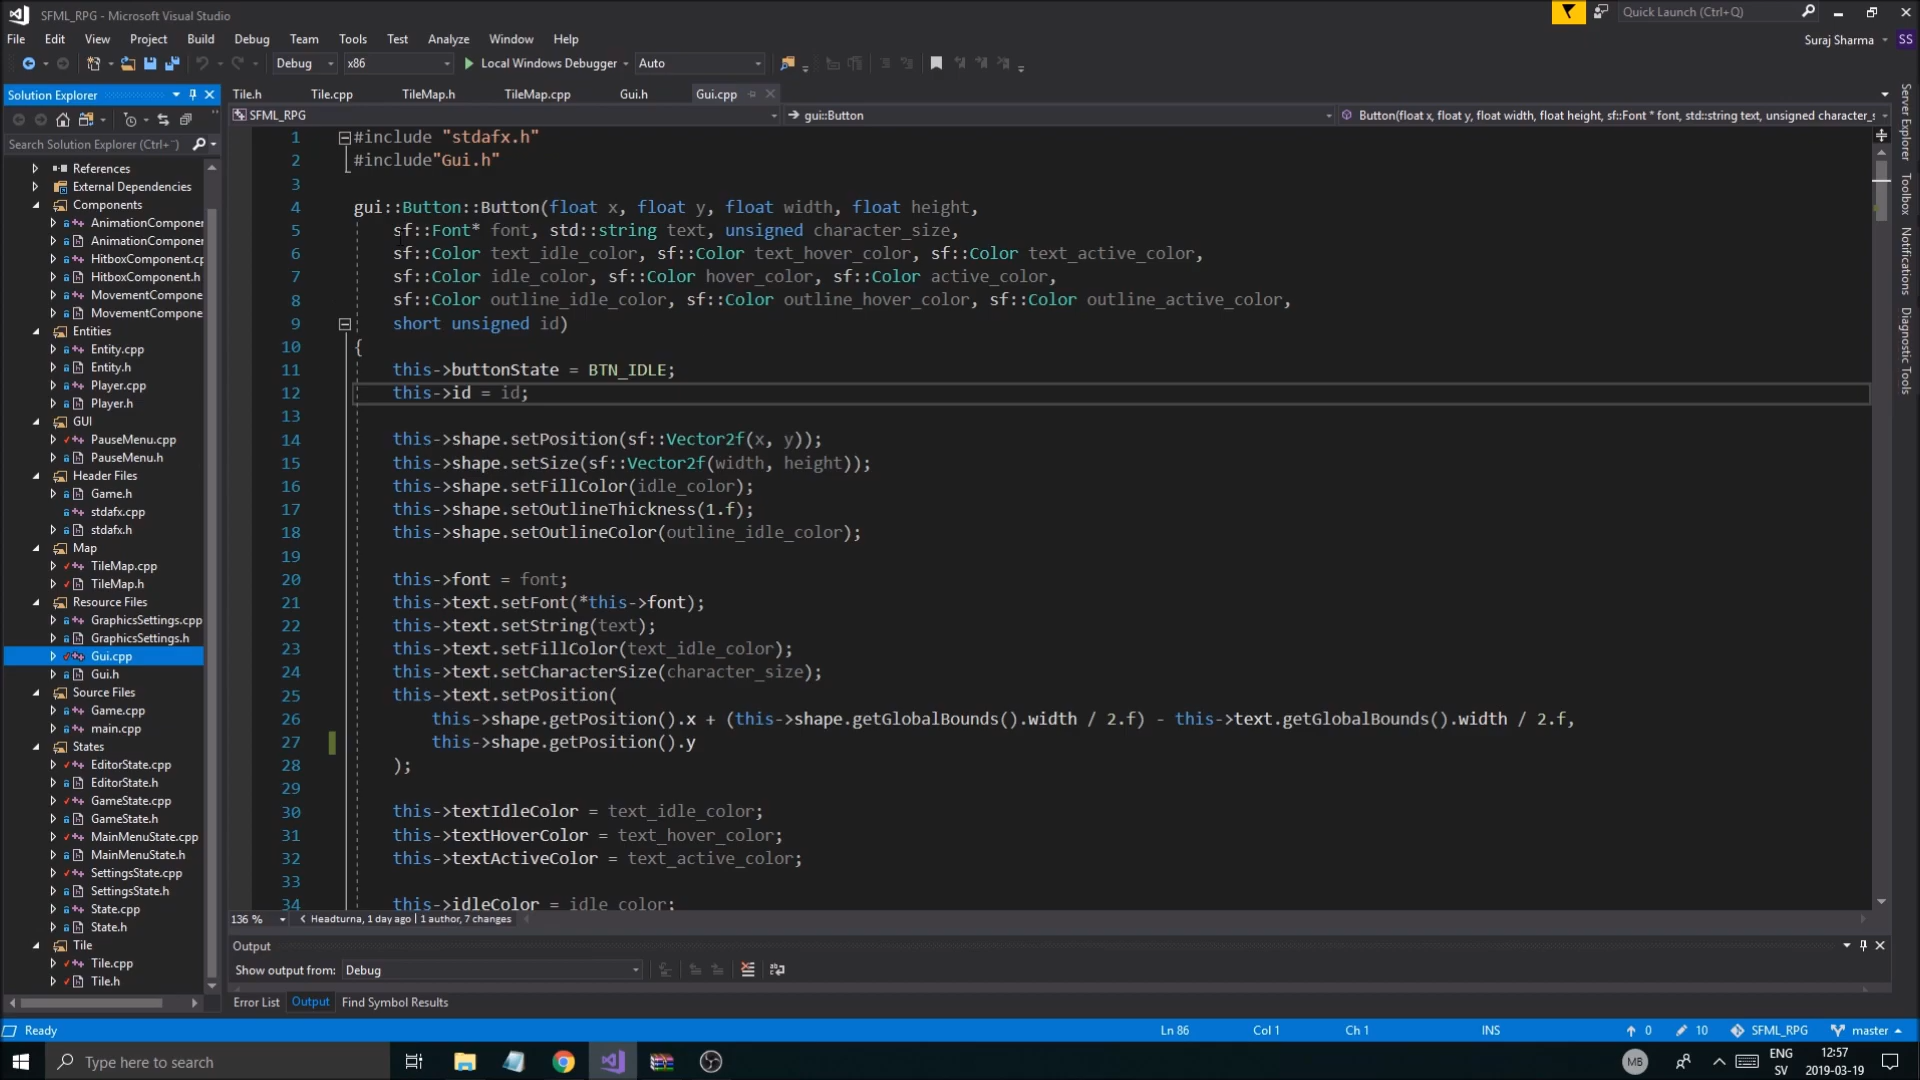 SFML_RPG - Microsoft Visual Studio
Quick Launch (Ctrl+Q)
File Edit View Project Build Debug Team Tools Test Analyze Window Help
Suraj Sharma SS
Debug x86 Local Windows Debugger Auto
Solution Explorer
Tile.h Tile.cpp TileMap.h TileMap.cpp Gui.h Gui.cpp
SFML_RPG gui::Button Button(float x, float y, float width, float height, sf::Font * font, std::string text, unsigned character_s
Search Solution Explorer (Ctrl+¨)
References
External Dependencies
Components
AnimationComponer
AnimationComponer
HitboxComponent.cp
HitboxComponent.h
MovementCompone
MovementCompone
Entities
Entity.cpp
Entity.h
Player.cpp
Player.h
GUI
PauseMenu.cpp
PauseMenu.h
Header Files
Game.h
stdafx.cpp
stdafx.h
Map
TileMap.cpp
TileMap.h
Resource Files
GraphicsSettings.cpp
GraphicsSettings.h
Gui.cpp
Gui.h
Source Files
Game.cpp
main.cpp
States
EditorState.cpp
EditorState.h
GameState.cpp
GameState.h
MainMenuState.cpp
MainMenuState.h
SettingsState.cpp
SettingsState.h
State.cpp
State.h
Tile
Tile.cpp
Tile.h
1 #include "stdafx.h"
2 #include"Gui.h"
3
4 gui::Button::Button(float x, float y, float width, float height,
5 sf::Font* font, std::string text, unsigned character_size,
6 sf::Color text_idle_color, sf::Color text_hover_color, sf::Color text_active_color,
7 sf::Color idle_color, sf::Color hover_color, sf::Color active_color,
8 sf::Color outline_idle_color, sf::Color outline_hover_color, sf::Color outline_active_color,
9 short unsigned id)
10 {
11 this->buttonState = BTN_IDLE;
12 this->id = id;
13
14 this->shape.setPosition(sf::Vector2f(x, y));
15 this->shape.setSize(sf::Vector2f(width, height));
16 this->shape.setFillColor(idle_color);
17 this->shape.setOutlineThickness(1.f);
18 this->shape.setOutlineColor(outline_idle_color);
19
20 this->font = font;
21 this->text.setFont(*this->font);
22 this->text.setString(text);
23 this->text.setFillColor(text_idle_color);
24 this->text.setCharacterSize(character_size);
25 this->text.setPosition(
26 this->shape.getPosition().x + (this->shape.getGlobalBounds().width / 2.f) - this->text.getGlobalBounds().width / 2.f,
27 this->shape.getPosition().y
28 );
29
30 this->textIdleColor = text_idle_color;
31 this->textHoverColor = text_hover_color;
32 this->textActiveColor = text_active_color;
33
34 this->idleColor = idle_color;
136 % Headturna, 1 day ago | 1 author, 7 changes
Output
Show output from: Debug
Error List Output Find Symbol Results
Server Explorer
Toolbox
Notifications
Diagnostic Tools
Ready Ln 86 Col 1 Ch 1 INS 0 10 SFML_RPG master
Type here to search
MB
ENG
SV
12:57
2019-03-19